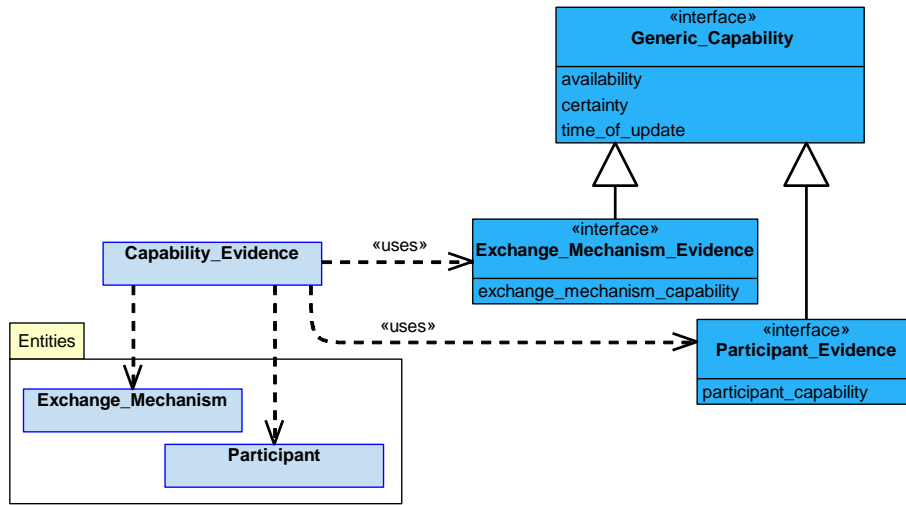 «interface»
Generic_Capability
availability
certainty
time_of_update
«interface»
Exchange_Mechanism_Evidence
exchange_mechanism_capability
«uses»
Capability_Evidence
«uses»
«interface»
Participant_Evidence
participant_capability
Entities
Exchange_Mechanism
Participant